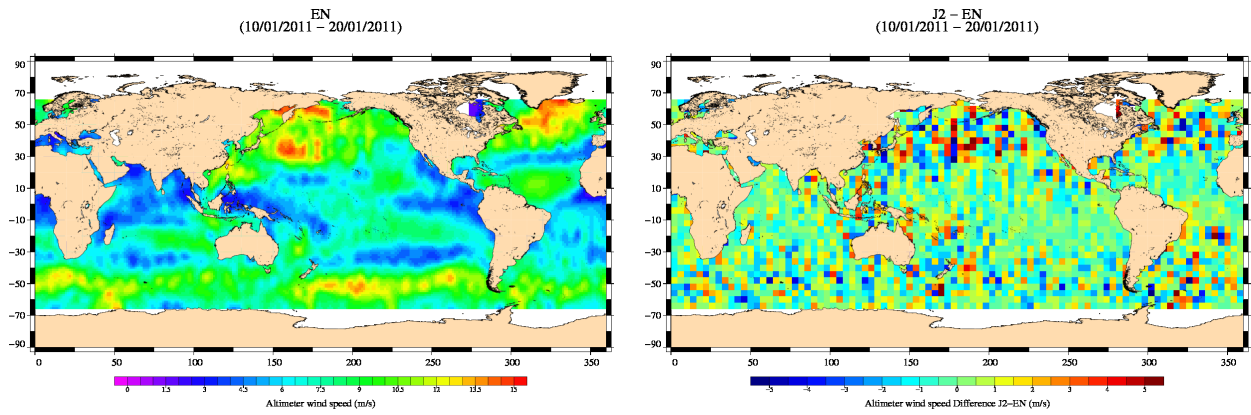 EN
(10/01/2011 − 20/01/2011)
90
70
50
30
10
−10
−30
−50
−70
−90
0 50 100 150 200 250 300 350
0 1.5 3 4.5 6 7.5 9 10.5 12 13.5 15
Altimeter wind speed (m/s)
J2 − EN
(10/01/2011 − 20/01/2011)
90
70
50
30
10
−10
−30
−50
−70
−90
0 50 100 150 200 250 300 350
−5 −4 −3 −2 −1 0 1 2 3 4 5
Altimeter wind speed Difference J2−EN (m/s)